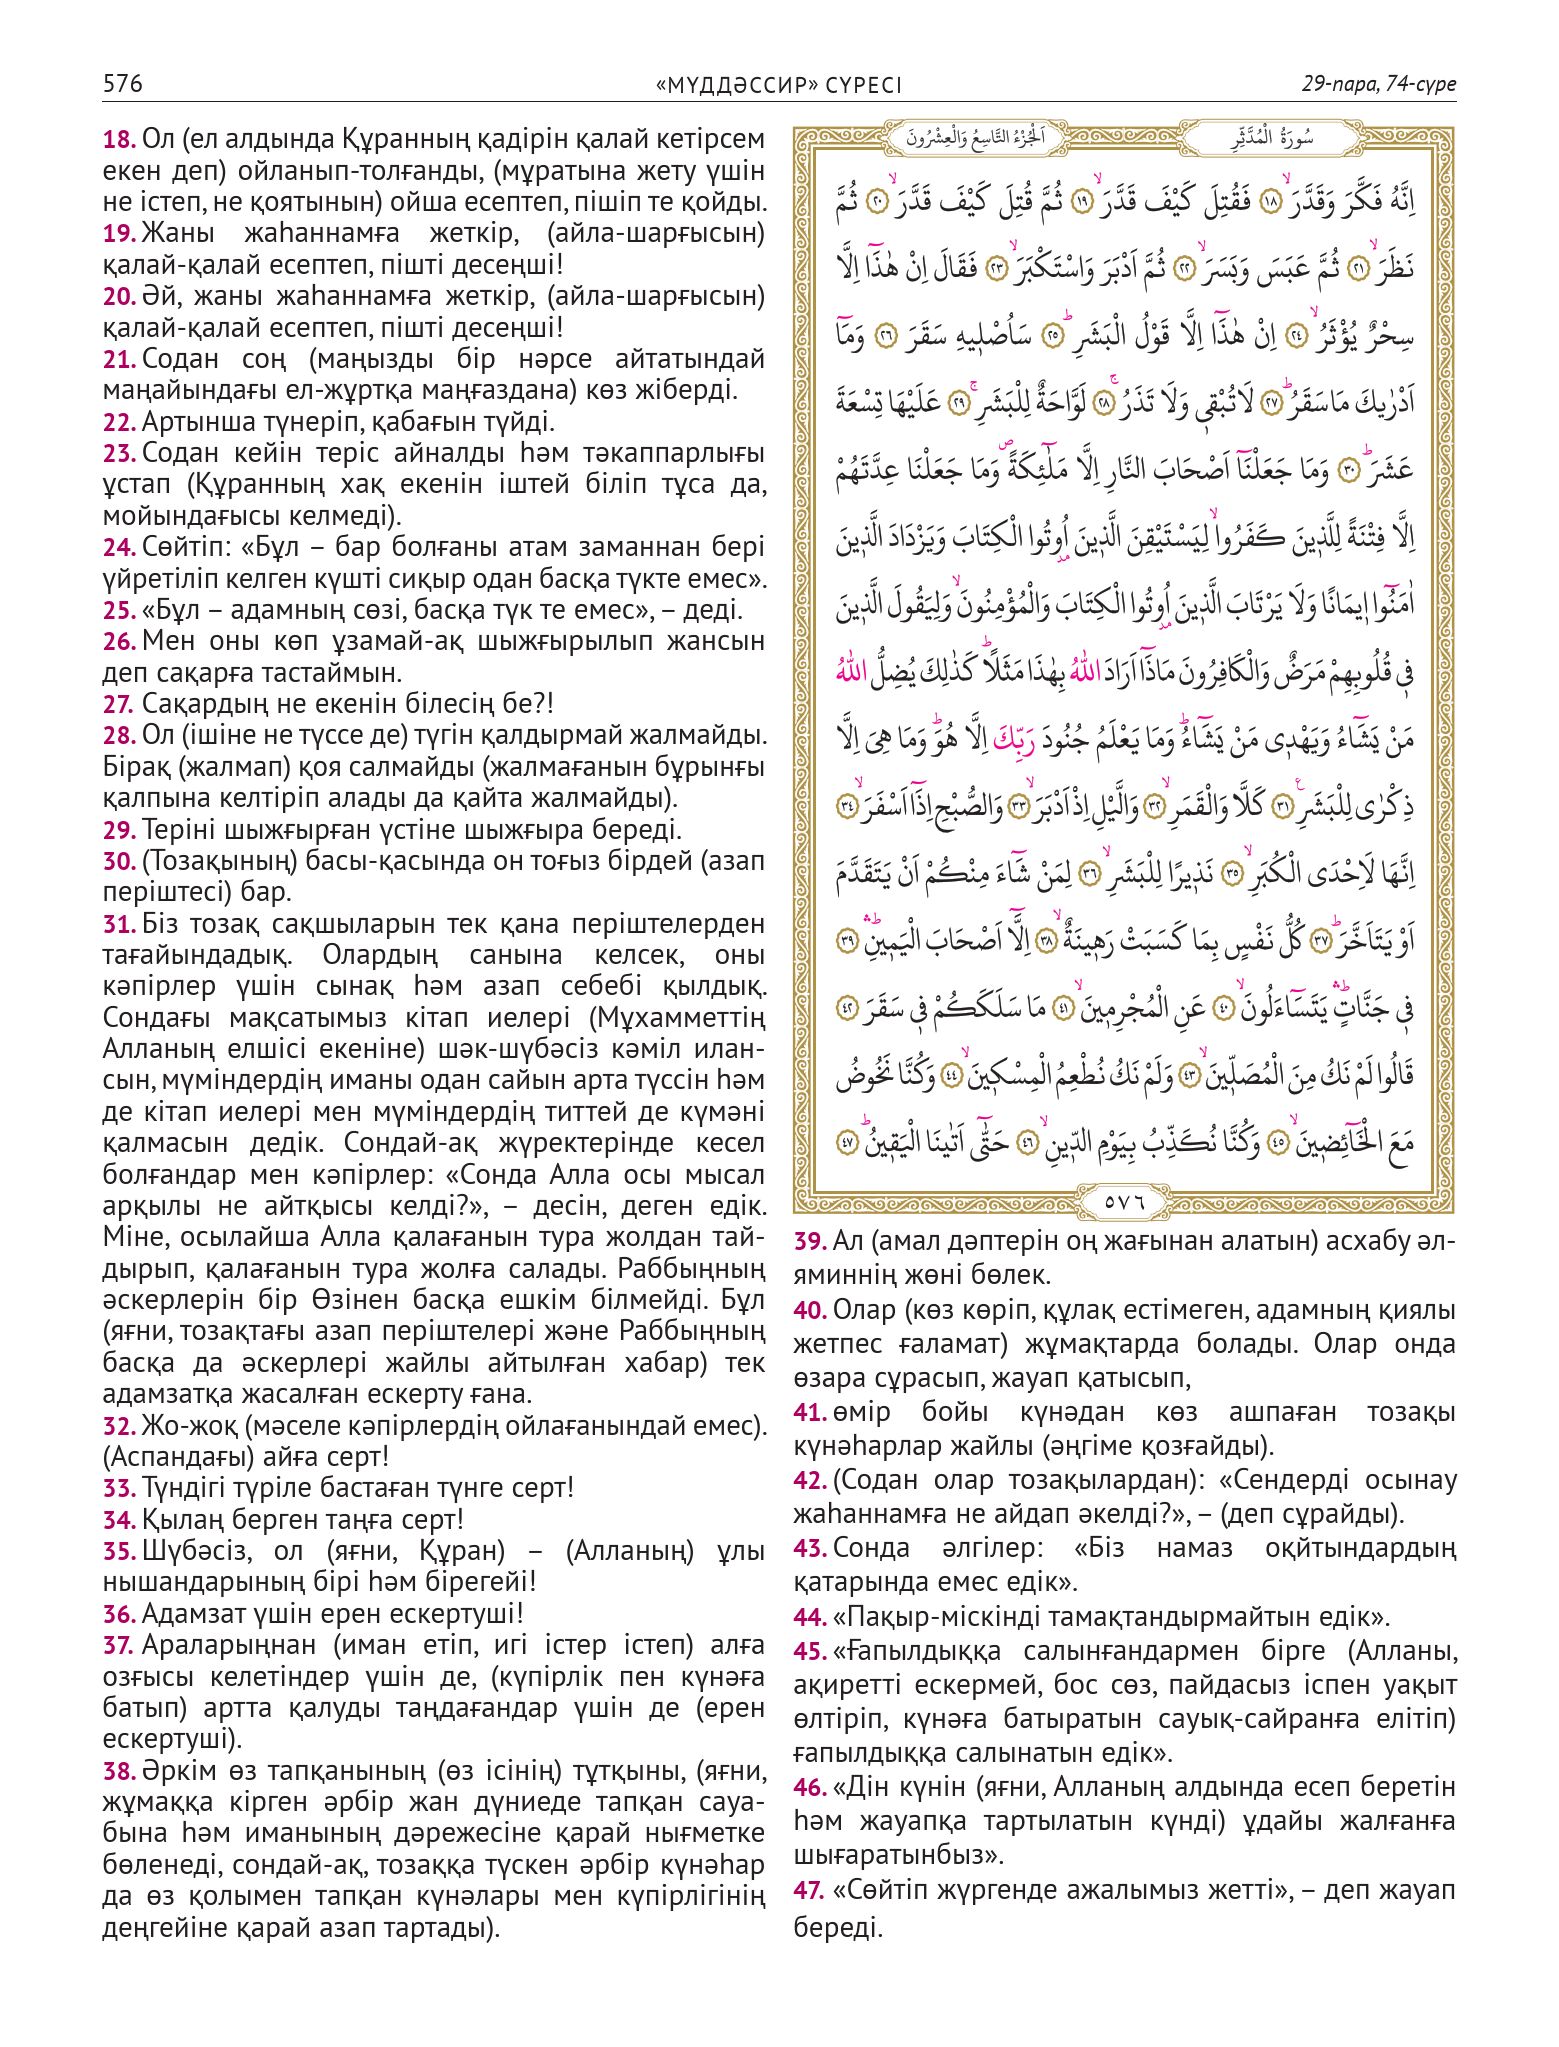 576
«МҮДДӘССИР» СҮРЕСІ
29-пара, 74-сүре
18. Ол (ел алдында Құранның қадірін қалай кетірсем
екен деп) ойланып-толғанды, (мұратына жету үшін
не істеп, не қоятынын) ойша есептеп, пішіп те қойды.
19. Жаны жаһаннамға жеткір, (айла-шарғысын)
қалай-қалай есептеп, пішті десеңші!
20. Әй, жаны жаһаннамға жеткір, (айла-шарғысын)
қалай-қалай есептеп, пішті десеңші!
21. Содан соң (маңызды бір нәрсе айтатындай
маңайындағы ел-жұртқа маңғаздана) көз жіберді.
22. Артынша түнеріп, қабағын түйді.
23. Содан кейін теріс айналды һәм тәкаппарлығы
ұстап (Құранның хақ екенін іштей біліп тұса да,
мойындағысы келмеді).
24. Сөйтіп: «Бұл – бар болғаны атам заманнан бері
үйретіліп келген күшті сиқыр одан басқа түкте емес».
25. «Бұл – адамның сөзі, басқа түк те емес», – деді.
26. Мен оны көп ұзамай-ақ шыжғырылып жансын
деп сақарға тастаймын.
27. Сақардың не екенін білесің бе?!
28. Ол (ішіне не түссе де) түгін қалдырмай жалмайды.
Бірақ (жалмап) қоя салмайды (жалмағанын бұрынғы
қалпына келтіріп алады да қайта жалмайды).
29. Теріні шыжғырған үстіне шыжғыра береді.
30. (Тозақының) басы-қасында он тоғыз бірдей (азап
періштесі) бар.
31. Біз тозақ сақшыларын тек қана періштелерден
тағайындадық. Олардың санына келсек, оны
кәпірлер үшін сынақ һәм азап себебі қылдық.
Сондағы мақсатымыз кітап иелері (Мұхамметтің
Алланың елшісі екеніне) шәк-шүбәсіз кәміл илан-
сын, мүміндердің иманы одан сайын арта түссін һәм
де кітап иелері мен мүміндердің титтей де күмәні
қалмасын дедік. Сондай-ақ жүректерінде кесел
болғандар мен кәпірлер: «Сонда Алла осы мысал
арқылы не айтқысы келді?», – десін, деген едік.
Міне, осылайша Алла қалағанын тура жолдан тай-
дырып, қалағанын тура жолға салады. Раббыңның
әскерлерін бір Өзінен басқа ешкім білмейді. Бұл
(яғни, тозақтағы азап періштелері және Раббыңның
басқа да әскерлері жайлы айтылған хабар) тек
адамзатқа жасалған ескерту ғана.
32. Жо-жоқ (мәселе кәпірлердің ойлағанындай емес).
(Аспандағы) айға серт!
33. Түндігі түріле бастаған түнге серт!
34. Қылаң берген таңға серт!
35. Шүбәсіз, ол (яғни, Құран) – (Алланың) ұлы
нышандарының бірі һәм бірегейі!
36. Адамзат үшін ерен ескертуші!
37. Араларыңнан (иман етіп, игі істер істеп) алға
озғысы келетіндер үшін де, (күпірлік пен күнәға
батып) артта қалуды таңдағандар үшін де (ерен
ескертуші).
38. Әркім өз тапқанының (өз ісінің) тұтқыны, (яғни,
жұмаққа кірген әрбір жан дүниеде тапқан сауа-
бына һәм иманының дәрежесіне қарай нығметке
бөленеді, сондай-ақ, тозаққа түскен әрбір күнәһар
да өз қолымен тапқан күнәлары мен күпірлігінің
деңгейіне қарай азап тартады).
سُورَةُ الْمُدَّثِّرِ
اَلْجُزْءُ التَّاسِعُ وَالْعِشْرُونَ
اِنَّهُ فَكَّرَ وَقَدَّرَۙ ﴿١٨﴾ فَقُتِلَ كَيْفَ قَدَّرَۙ ﴿١٩﴾ ثُمَّ قُتِلَ كَيْفَ قَدَّرَۙ ﴿٢٠﴾ ثُمَّ
نَظَرَۙ ﴿٢١﴾ ثُمَّ عَبَسَ وَبَسَرَۙ ﴿٢٢﴾ ثُمَّ اَدْبَرَ وَاسْتَكْبَرَۙ ﴿٢٣﴾ فَقَالَ اِنْ هٰذَٓا اِلَّا
سِحْرٌ يُؤْثَرُۙ ﴿٢٤﴾ اِنْ هٰذَٓا اِلَّا قَوْلُ الْبَشَرِۜ ﴿٢٥﴾ سَاُصْلٖيهِ سَقَرَ ﴿٢٦﴾ وَمَٓا
اَدْرٰيكَ مَا سَقَرُۜ ﴿٢٧﴾ لَا تُبْقٖي وَلَا تَذَرُۚ ﴿٢٨﴾ لَوَّاحَةٌ لِلْبَشَرِۚ ﴿٢٩﴾ عَلَيْهَا تِسْعَةَ
عَشَرَۜ ﴿٣٠﴾ وَمَا جَعَلْنَٓا اَصْحَابَ النَّارِ اِلَّا مَلٰٓئِكَةًۖ وَمَا جَعَلْنَا عِدَّتَهُمْ
اِلَّا فِتْنَةً لِلَّذٖينَ كَفَرُواۙ لِيَسْتَيْقِنَ الَّذٖينَ اُو۫تُوا الْكِتَابَ وَيَزْدَادَ الَّذٖينَ
اٰمَنُٓوا اٖيمَانًا وَلَا يَرْتَابَ الَّذٖينَ اُو۫تُوا الْكِتَابَ وَالْمُؤْمِنُونَۙ وَلِيَقُولَ الَّذٖينَ
فٖي قُلُوبِهِمْ مَرَضٌ وَالْكَافِرُونَ مَاذَٓا اَرَادَ اللّٰهُ بِهٰذَا مَثَلًاۜ كَذٰلِكَ يُضِلُّ اللّٰهُ
مَنْ يَشَٓاءُ وَيَهْدٖي مَنْ يَشَٓاءُۜ وَمَا يَعْلَمُ جُنُودَ رَبِّكَ اِلَّا هُوَۜ وَمَا هِيَ اِلَّا
ذِكْرٰى لِلْبَشَرِࣖ ﴿٣١﴾ كَلَّا وَالْقَمَرِۙ ﴿٣٢﴾ وَالَّيْلِ اِذْ اَدْبَرَۙ ﴿٣٣﴾ وَالصُّبْحِ اِذَٓا اَسْفَرَۙ ﴿٣٤﴾
اِنَّهَا لَاِحْدَى الْكُبَرِۙ ﴿٣٥﴾ نَذٖيرًا لِلْبَشَرِۙ ﴿٣٦﴾ لِمَنْ شَٓاءَ مِنْكُمْ اَنْ يَتَقَدَّمَ
اَوْ يَتَاَخَّرَۜ ﴿٣٧﴾ كُلُّ نَفْسٍ بِمَا كَسَبَتْ رَهٖينَةٌۙ ﴿٣٨﴾ اِلَّٓا اَصْحَابَ الْيَمٖينِۜۛ ﴿٣٩﴾
فٖي جَنَّاتٍۜۛ يَتَسَٓاءَلُونَۙ ﴿٤٠﴾ عَنِ الْمُجْرِمٖينَۙ ﴿٤١﴾ مَا سَلَكَكُمْ فٖي سَقَرَ ﴿٤٢﴾
قَالُوا لَمْ نَكُ مِنَ الْمُصَلّٖينَۙ ﴿٤٣﴾ وَلَمْ نَكُ نُطْعِمُ الْمِسْكٖينَۙ ﴿٤٤﴾ وَكُنَّا نَخُوضُ
مَعَ الْخَٓائِضٖينَۙ ﴿٤٥﴾ وَكُنَّا نُكَذِّبُ بِيَوْمِ الدّٖينِۙ ﴿٤٦﴾ حَتّٰٓى اَتٰينَا الْيَقٖينُۜ ﴿٤٧﴾
٥٧٦
39. Ал (амал дәптерін оң жағынан алатын) асхабу әл-
яминнің жөні бөлек.
40. Олар (көз көріп, құлақ естімеген, адамның қиялы
жетпес ғаламат) жұмақтарда болады. Олар онда
өзара сұрасып, жауап қатысып,
41. өмір бойы күнәдан көз ашпаған тозақы
күнәһарлар жайлы (әңгіме қозғайды).
42. (Содан олар тозақылардан): «Сендерді осынау
жаһаннамға не айдап әкелді?», – (деп сұрайды).
43. Сонда әлгілер: «Біз намаз оқйтындардың
қатарында емес едік».
44. «Пақыр-міскінді тамақтандырмайтын едік».
45. «Ғапылдыққа салынғандармен бірге (Алланы,
ақиретті ескермей, бос сөз, пайдасыз іспен уақыт
өлтіріп, күнәға батыратын сауық-сайранға елітіп)
ғапылдыққа салынатын едік».
46. «Дін күнін (яғни, Алланың алдында есеп беретін
һәм жауапқа тартылатын күнді) ұдайы жалғанға
шығаратынбыз».
47. «Сөйтіп жүргенде ажалымыз жетті», – деп жауап
береді.